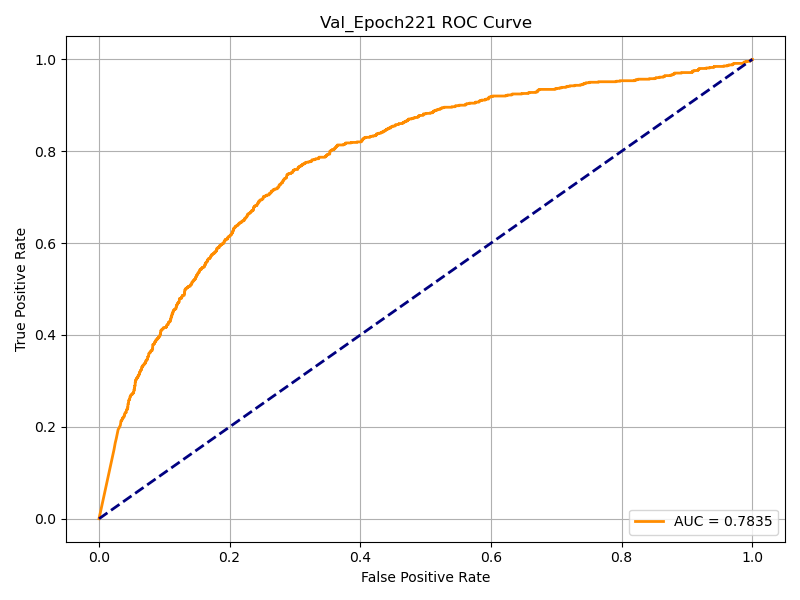 Val_Epoch221 ROC Curve
1.0
0.8
0.6
0.4
0.2
0.0
True Positive Rate
AUC = 0.7835
0.0 0.2 0.4 0.6 0.8 1.0
False Positive Rate